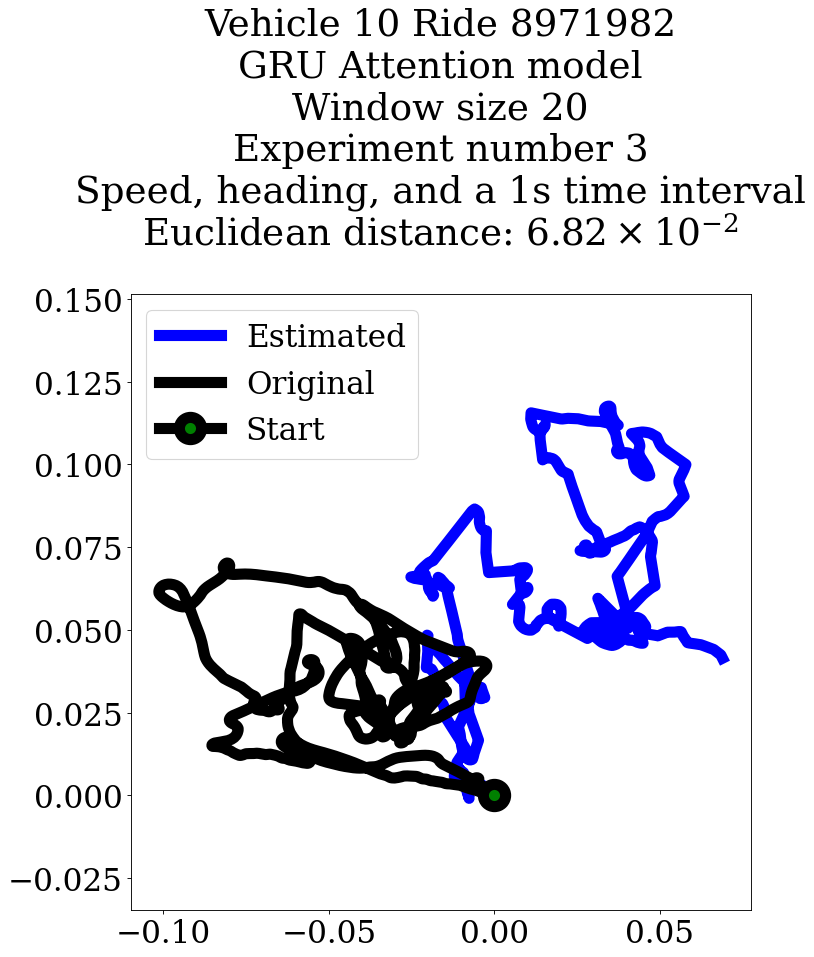 Vehicle 10 Ride 8971982
GRU Attention model
Window size 20
Experiment number 3
Speed, heading, and a 1s time interval
Euclidean distance: 6.82 × 10⁻²
0.150
Estimated
0.125
Original
Start
0.100
0.075
0.050
0.025
0.000
−0.025
−0.10 −0.05 0.00 0.05